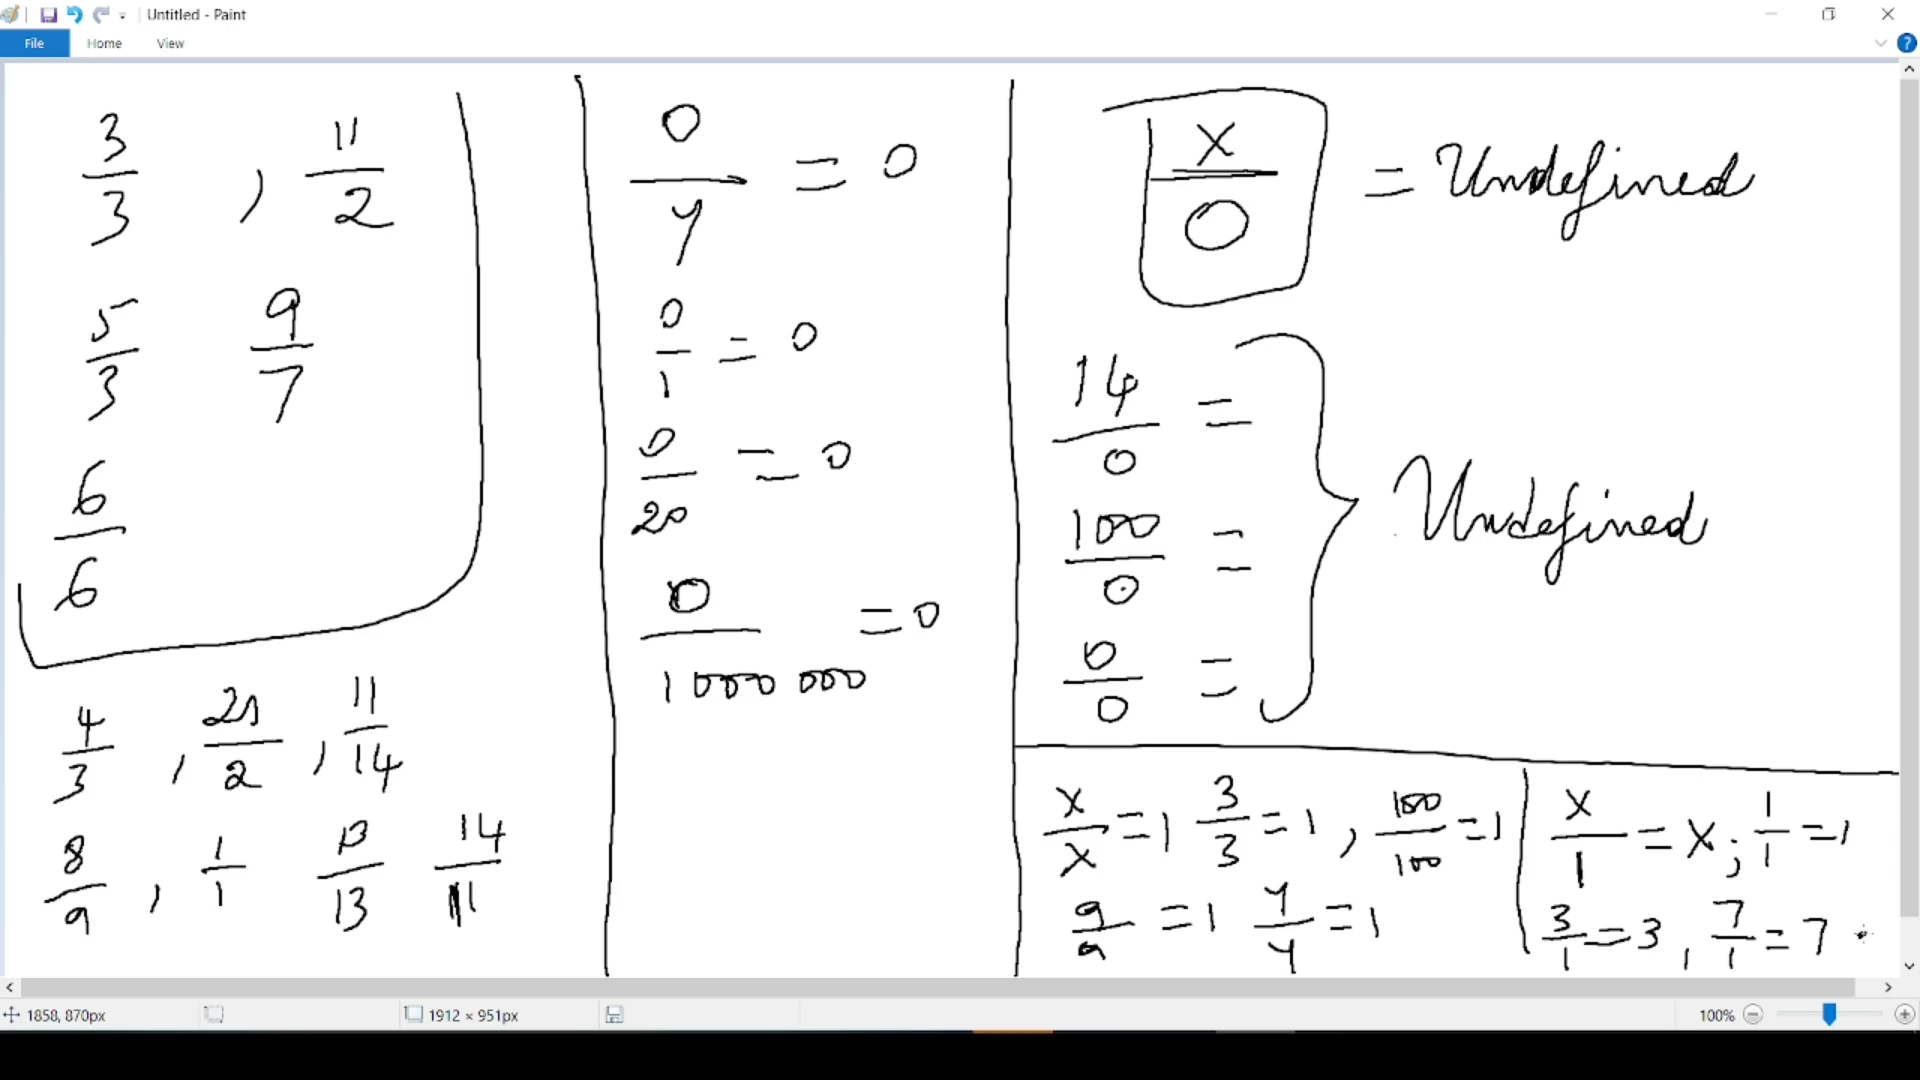 Untitled - Paint
File Home View
3/3 , 11/2
5/3 9/7
6/6
4/3 , 21/2 , 11/14
8/9 , 1/1 13/13 14/11
0/y = 0
0/1 = 0
0/20 = 0
0/1000 000 = 0
x/0 = Undefined
14/0 =
100/0 =
0/0 =
Undefined
x/x = 1 3/3 = 1 , 100/100 = 1
9/9 = 1 y/y = 1
x/1 = x ; 1/1 = 1
3/1 = 3 , 7/1 = 7
1858, 870px 1912 × 951px 100%